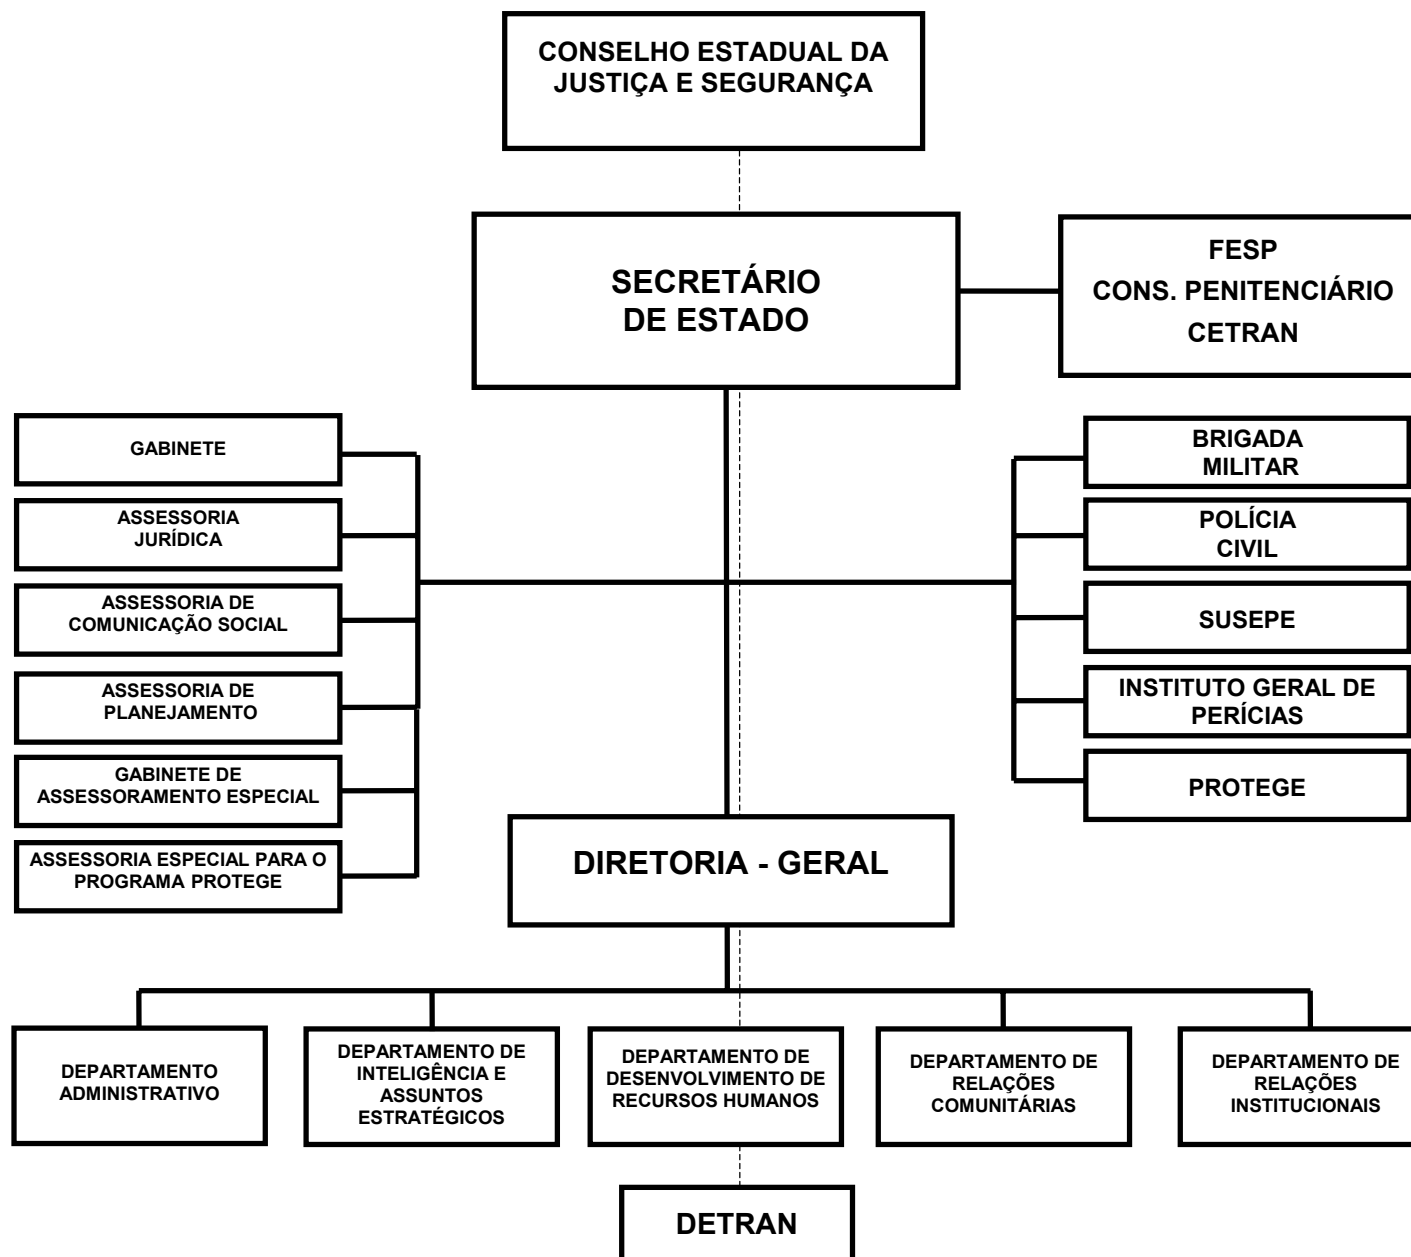 CONSELHO ESTADUAL DA
JUSTIÇA E SEGURANÇA
SECRETÁRIO
DE ESTADO
FESP
CONS. PENITENCIÁRIO
CETRAN
GABINETE
ASSESSORIA
JURÍDICA
ASSESSORIA DE
COMUNICAÇÃO SOCIAL
ASSESSORIA DE
PLANEJAMENTO
GABINETE DE
ASSESSORAMENTO ESPECIAL
ASSESSORIA ESPECIAL PARA O
PROGRAMA PROTEGE
BRIGADA
MILITAR
POLÍCIA
CIVIL
SUSEPE
INSTITUTO GERAL DE
PERÍCIAS
PROTEGE
DIRETORIA - GERAL
DEPARTAMENTO
ADMINISTRATIVO
DEPARTAMENTO DE
INTELIGÊNCIA E
ASSUNTOS
ESTRATÉGICOS
DEPARTAMENTO DE
DESENVOLVIMENTO DE
RECURSOS HUMANOS
DEPARTAMENTO DE
RELAÇÕES
COMUNITÁRIAS
DEPARTAMENTO DE
RELAÇÕES
INSTITUCIONAIS
DETRAN